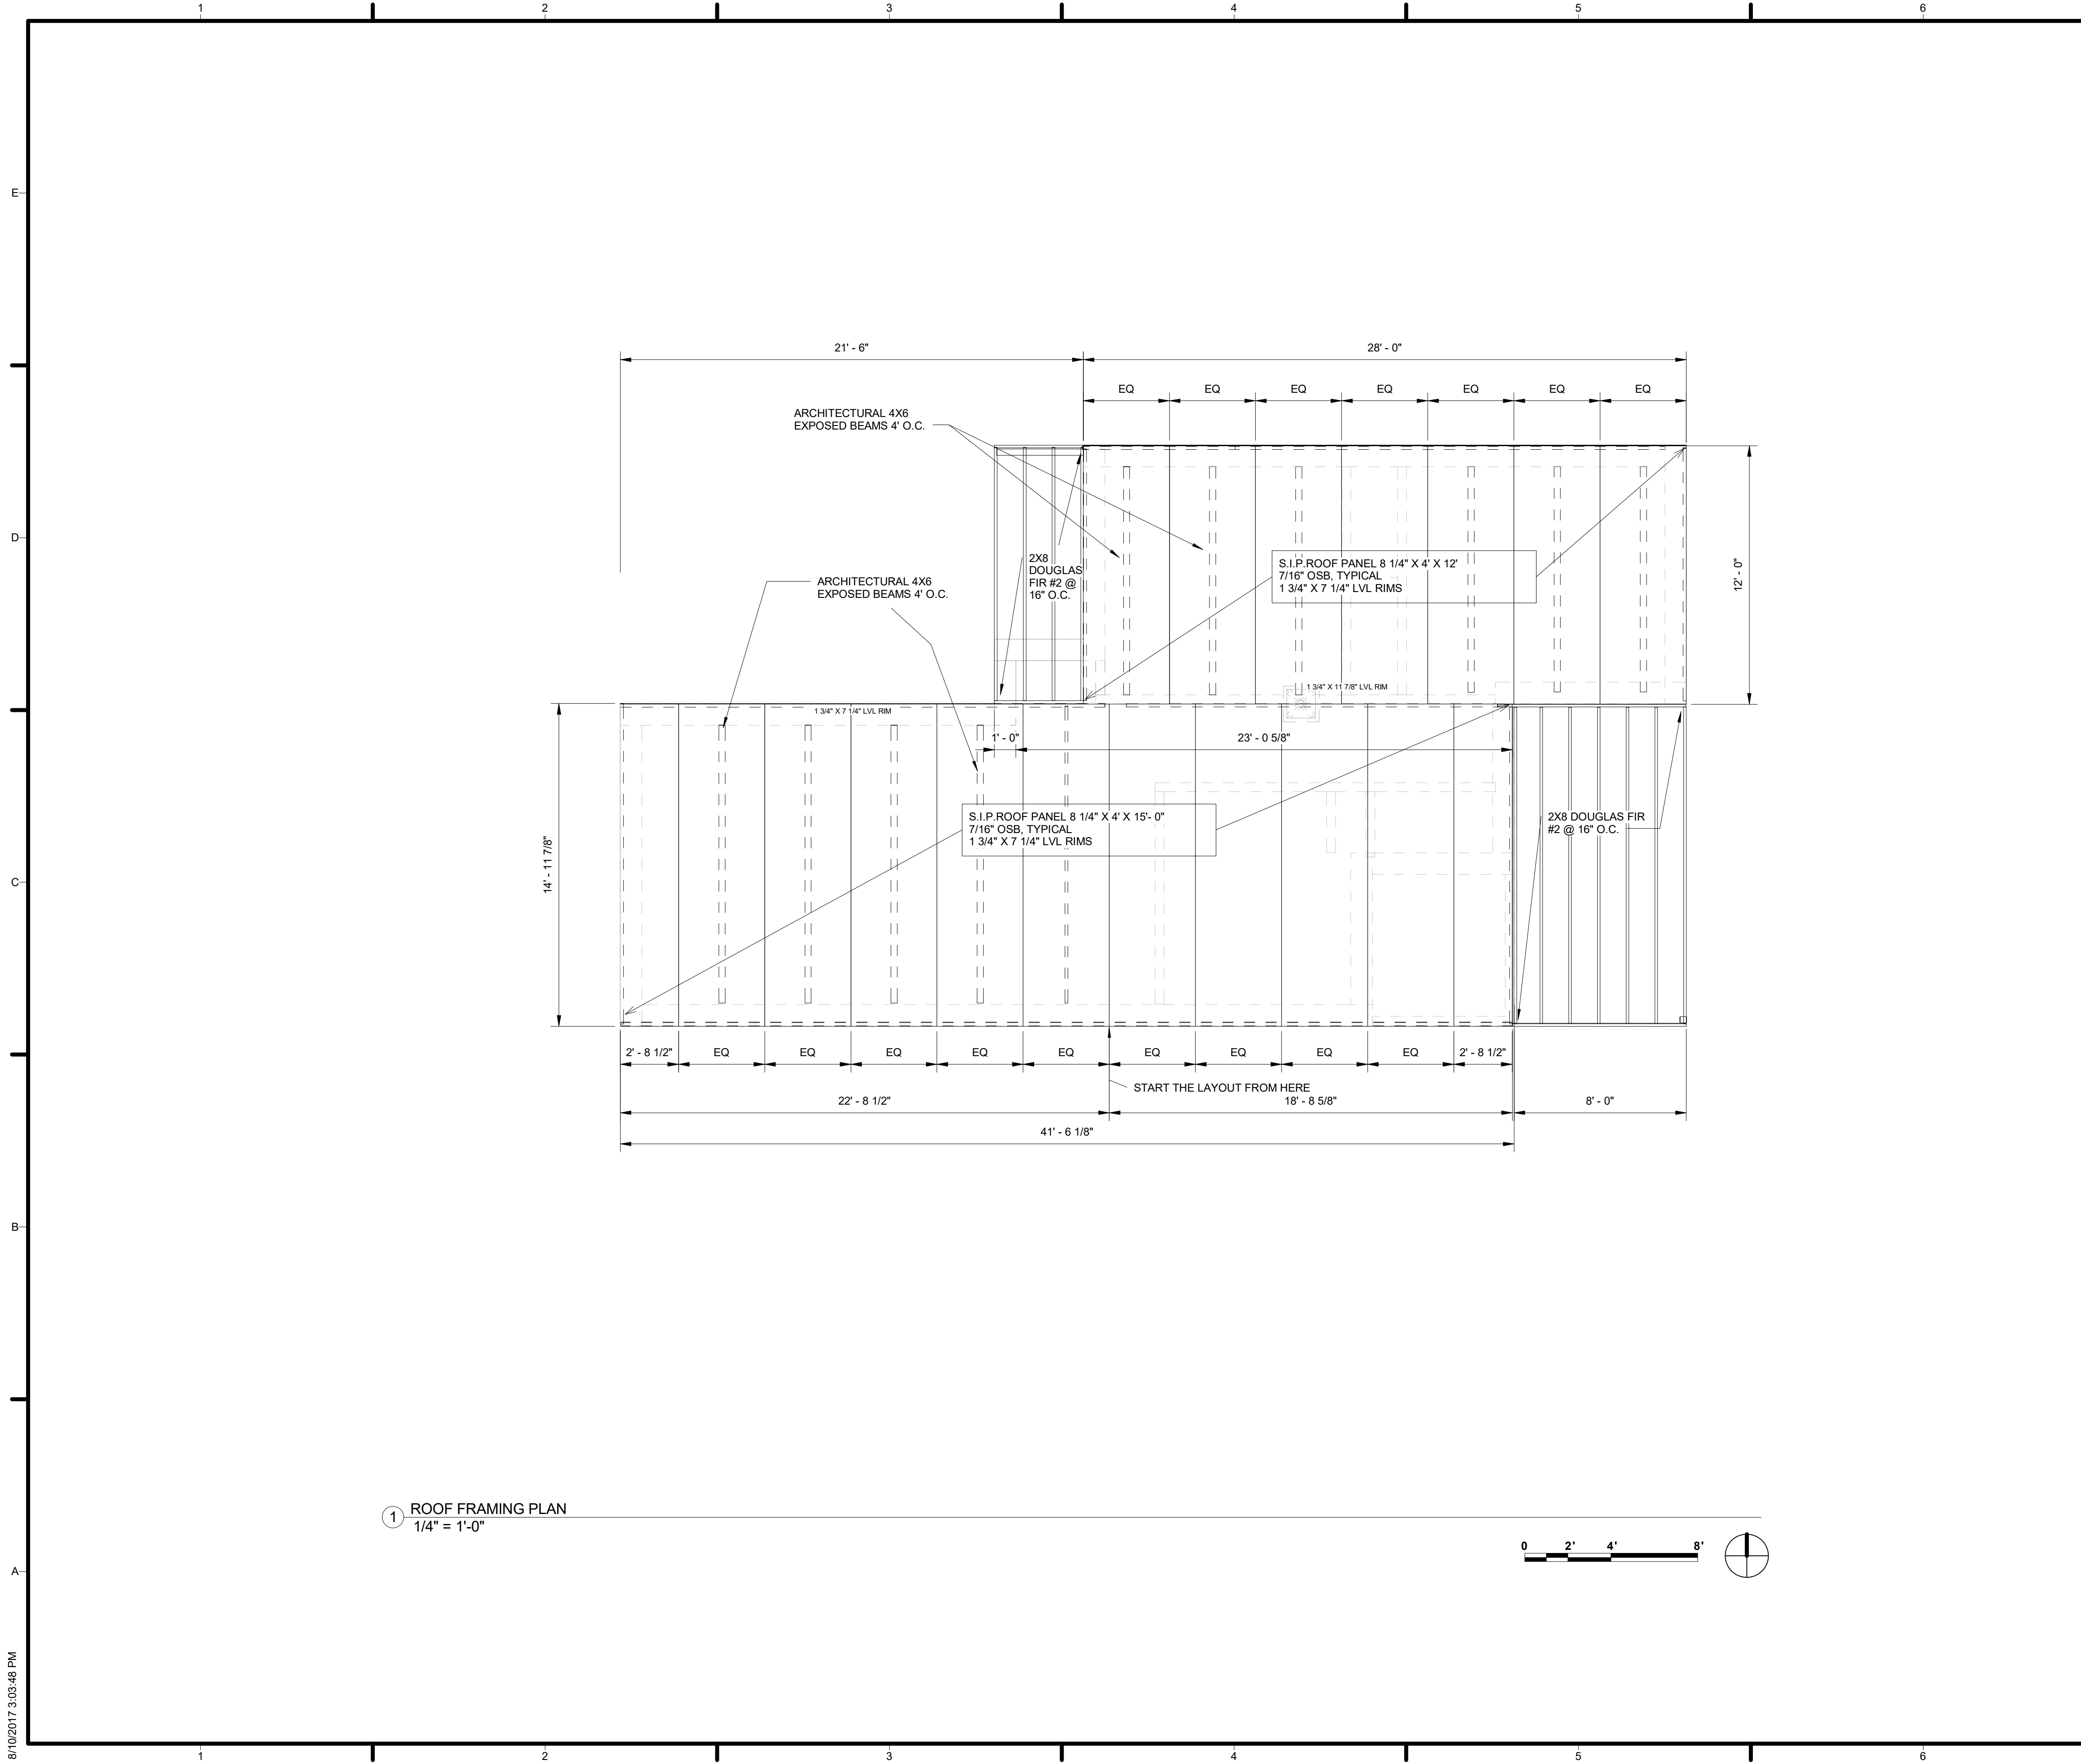 1 2 3 4 5 6
E
D
C
B
A
21' - 6" 28' - 0"
EQ EQ EQ EQ EQ EQ EQ
ARCHITECTURAL 4X6
EXPOSED BEAMS 4' O.C.
2X8
DOUGLAS
FIR #2 @
16" O.C.
S.I.P.ROOF PANEL 8 1/4" X 4' X 12'
7/16" OSB, TYPICAL
1 3/4" X 7 1/4" LVL RIMS
12' - 0"
ARCHITECTURAL 4X6
EXPOSED BEAMS 4' O.C.
1 3/4" X 11 7/8" LVL RIM
1 3/4" X 7 1/4" LVL RIM
1' - 0" 23' - 0 5/8"
S.I.P.ROOF PANEL 8 1/4" X 4' X 15'- 0"
7/16" OSB, TYPICAL
1 3/4" X 7 1/4" LVL RIMS
2X8 DOUGLAS FIR
#2 @ 16" O.C.
14' - 11 7/8"
2' - 8 1/2" EQ EQ EQ EQ EQ EQ EQ EQ EQ 2' - 8 1/2"
START THE LAYOUT FROM HERE
22' - 8 1/2" 18' - 8 5/8" 8' - 0"
41' - 6 1/8"
1 ROOF FRAMING PLAN
1/4" = 1'-0"
0 2' 4' 8'
8/10/2017 3:03:48 PM
1 2 3 4 5 6